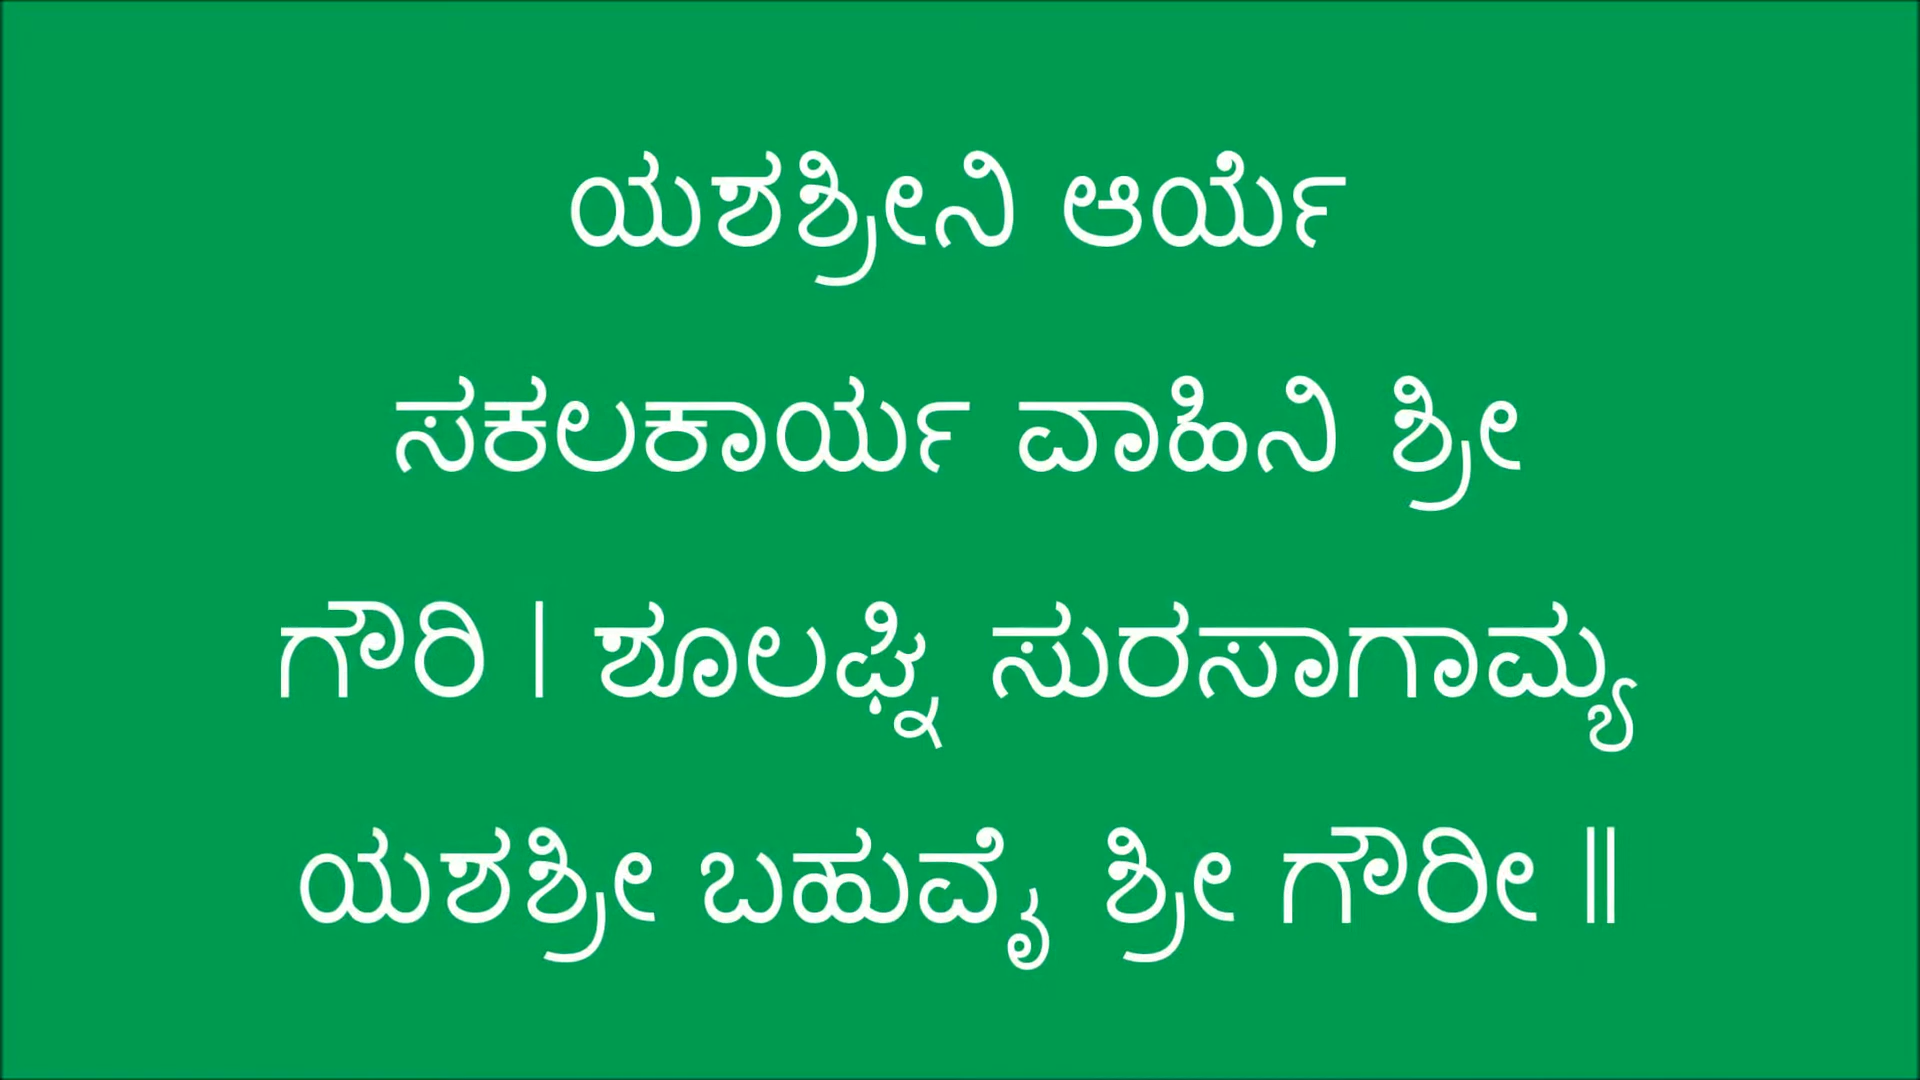 ಯಶಶ್ರೀನಿ ಆರ್ಯೆ
ಸಕಲಕಾರ್ಯ ವಾಹಿನಿ ಶ್ರೀ
ಗೌರಿ । ಶೂಲಘ್ನಿ ಸುರಸಾಗಾಮ್ಯ
ಯಶಶ್ರೀ ಬಹುವೈ ಶ್ರೀ ಗೌರೀ ॥